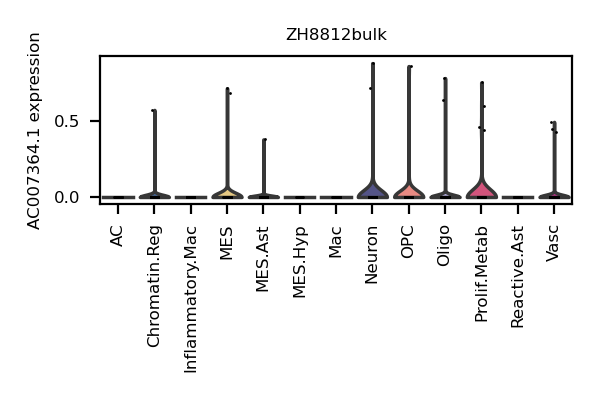 ZH8812bulk
AC007364.1 expression
0.5
0.0
AC
Chromatin.Reg
Inflammatory.Mac
MES
MES.Ast
MES.Hyp
Mac
Neuron
OPC
Oligo
Prolif.Metab
Reactive.Ast
Vasc